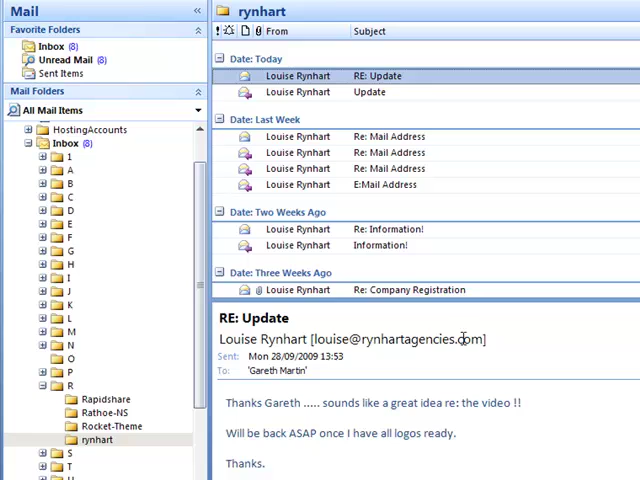 Mail
Favorite Folders
Inbox (8)
Unread Mail (8)
Sent Items
Mail Folders
All Mail Items
HostingAccounts
Inbox (8)
1
A
B
C
D
E
F
G
H
I
J
K
L
M
N
O
P
R
Rapidshare
Rathoe-NS
Rocket-Theme
rynhart
S
T
rynhart
From Subject
Date: Today
Louise Rynhart RE: Update
Louise Rynhart Update
Date: Last Week
Louise Rynhart Re: Mail Address
Louise Rynhart Re: Mail Address
Louise Rynhart Re: Mail Address
Louise Rynhart E:Mail Address
Date: Two Weeks Ago
Louise Rynhart Re: Information!
Louise Rynhart Information!
Date: Three Weeks Ago
Louise Rynhart Re: Company Registration
RE: Update
Louise Rynhart [louise@rynhartagencies.com]
Sent: Mon 28/09/2009 13:53
To: 'Gareth Martin'
Thanks Gareth ..... sounds like a great idea re: the video !!
Will be back ASAP once I have all logos ready.
Thanks.